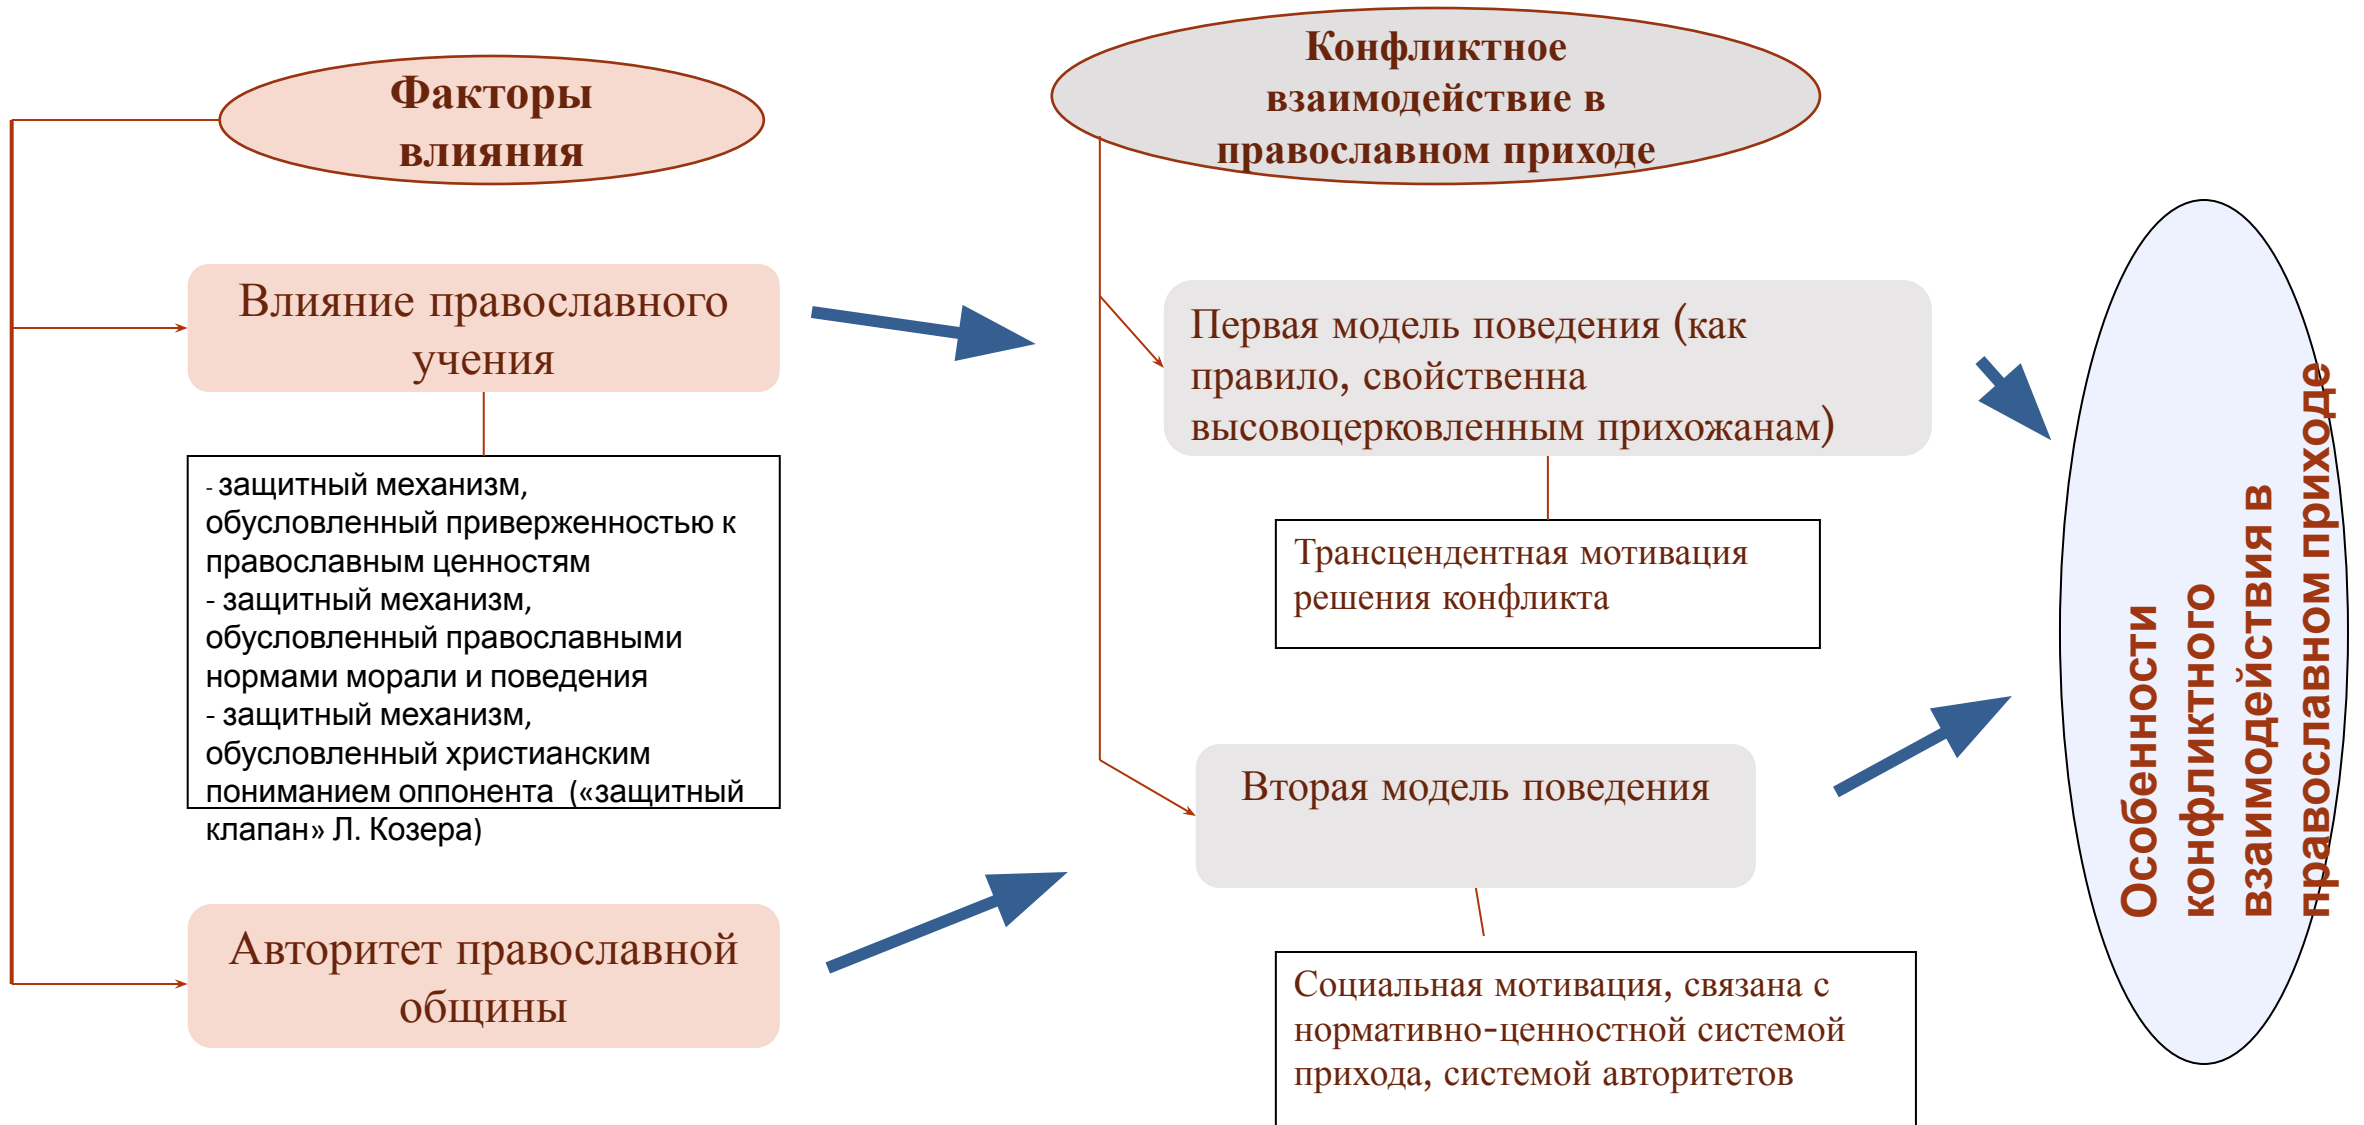 Факторы
влияния
Влияние православного
учения
- защитный механизм,
обусловленный приверженностью к
православным ценностям
- защитный механизм,
обусловленный православными
нормами морали и поведения
- защитный механизм,
обусловленный христианским
пониманием оппонента («защитный
клапан» Л. Козера)
Авторитет православной
общины
Конфликтное
взаимодействие в
православном приходе
Первая модель поведения (как
правило, свойственна
высовоцерковленным прихожанам)
Трансцендентная мотивация
решения конфликта
Вторая модель поведения
Социальная мотивация, связана с
нормативно-ценностной системой
прихода, системой авторитетов
Особенности
конфликтного
взаимодействия в
православном приходе